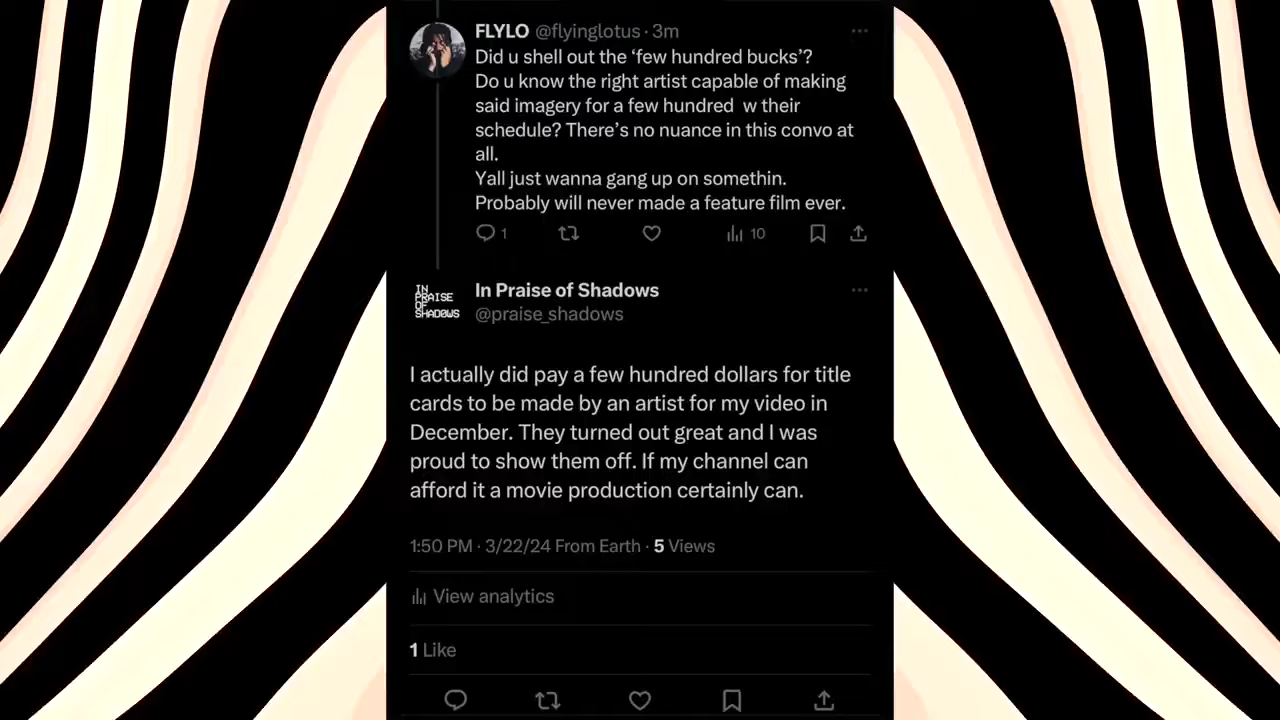 FLYLO @flyinglotus · 3m
Did u shell out the ‘few hundred bucks’?
Do u know the right artist capable of making
said imagery for a few hundred  w their
schedule? There’s no nuance in this convo at
all.
Yall just wanna gang up on somethin.
Probably will never made a feature film ever.
1 10
IN
PRAISE
OF
SHADOWS
In Praise of Shadows
@praise_shadows
I actually did pay a few hundred dollars for title
cards to be made by an artist for my video in
December. They turned out great and I was
proud to show them off. If my channel can
afford it a movie production certainly can.
1:50 PM · 3/22/24 From Earth · 5 Views
View analytics
1 Like